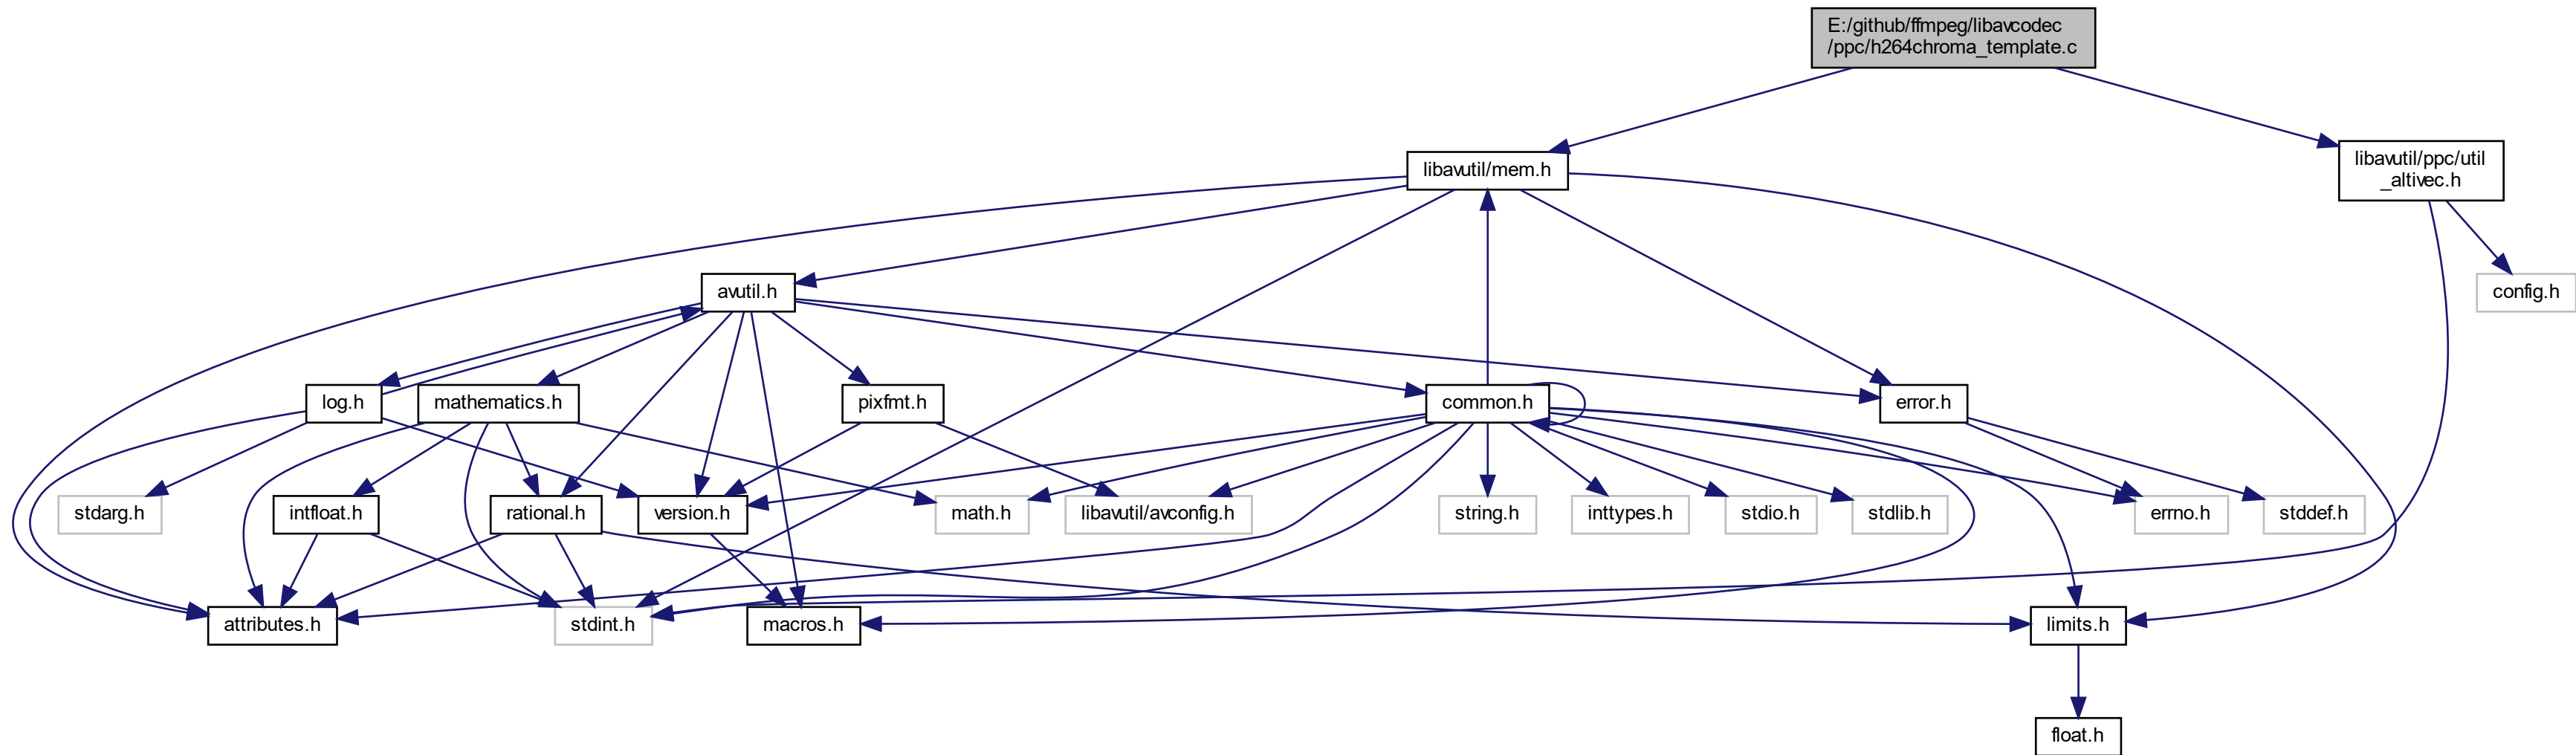 E:/github/ffmpeg/libavcodec
/ppc/h264chroma_template.c
libavutil/mem.h
libavutil/ppc/util
_altivec.h
avutil.h
config.h
log.h
mathematics.h
pixfmt.h
common.h
error.h
stdarg.h
intfloat.h
rational.h
version.h
math.h
libavutil/avconfig.h
string.h
inttypes.h
stdio.h
stdlib.h
errno.h
stddef.h
attributes.h
stdint.h
macros.h
limits.h
float.h